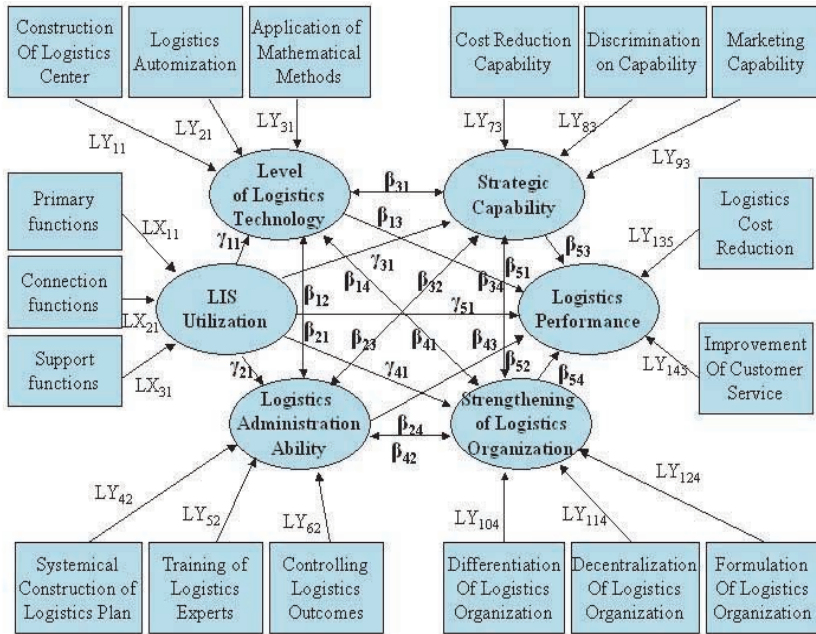 Construction
Of Logistics
Center
Logistics
Automization
Application of
Mathematical
Methods
Cost Reduction
Capability
Discrimination
on Capability
Marketing
Capability
LY11
LY21
LY31
LY73
LY83
LY93
Level
of Logistics
Technology
β31
Strategic
Capability
Primary
functions
LX11
γ11
β13
β53
LY135
Logistics
Cost
Reduction
Connection
functions
LX21
LIS
Utilization
β12
β14
γ31
β32
β34
β51
γ51
Logistics
Performance
Support
functions
LX31
γ21
β21
β23
γ41
β41
β43
β52
β54
LY145
Improvement
Of Customer
Service
Logistics
Administration
Ability
β24
β42
Strengthening
of Logistics
Organization
LY42
LY52
LY62
LY104
LY114
LY124
Systemical
Construction of
Logistics Plan
Training of
Logistics
Experts
Controlling
Logistics
Outcomes
Differentiation
Of Logistics
Organization
Decentralization
Of Logistics
Organization
Formulation
Of Logistics
Organization